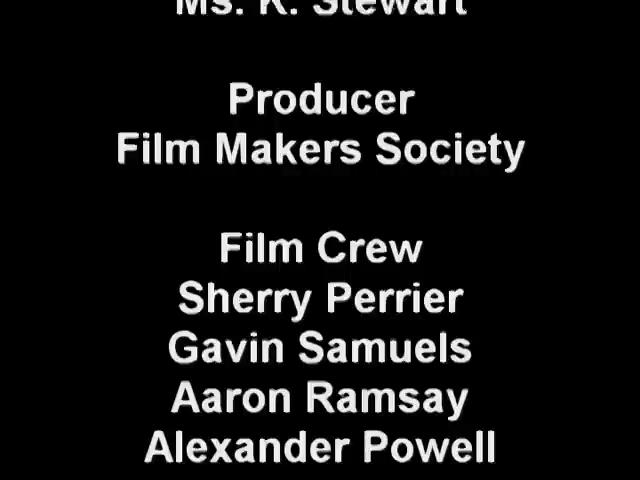 Ms. K. Stewart
Producer
Film Makers Society
Film Crew
Sherry Perrier
Gavin Samuels
Aaron Ramsay
Alexander Powell